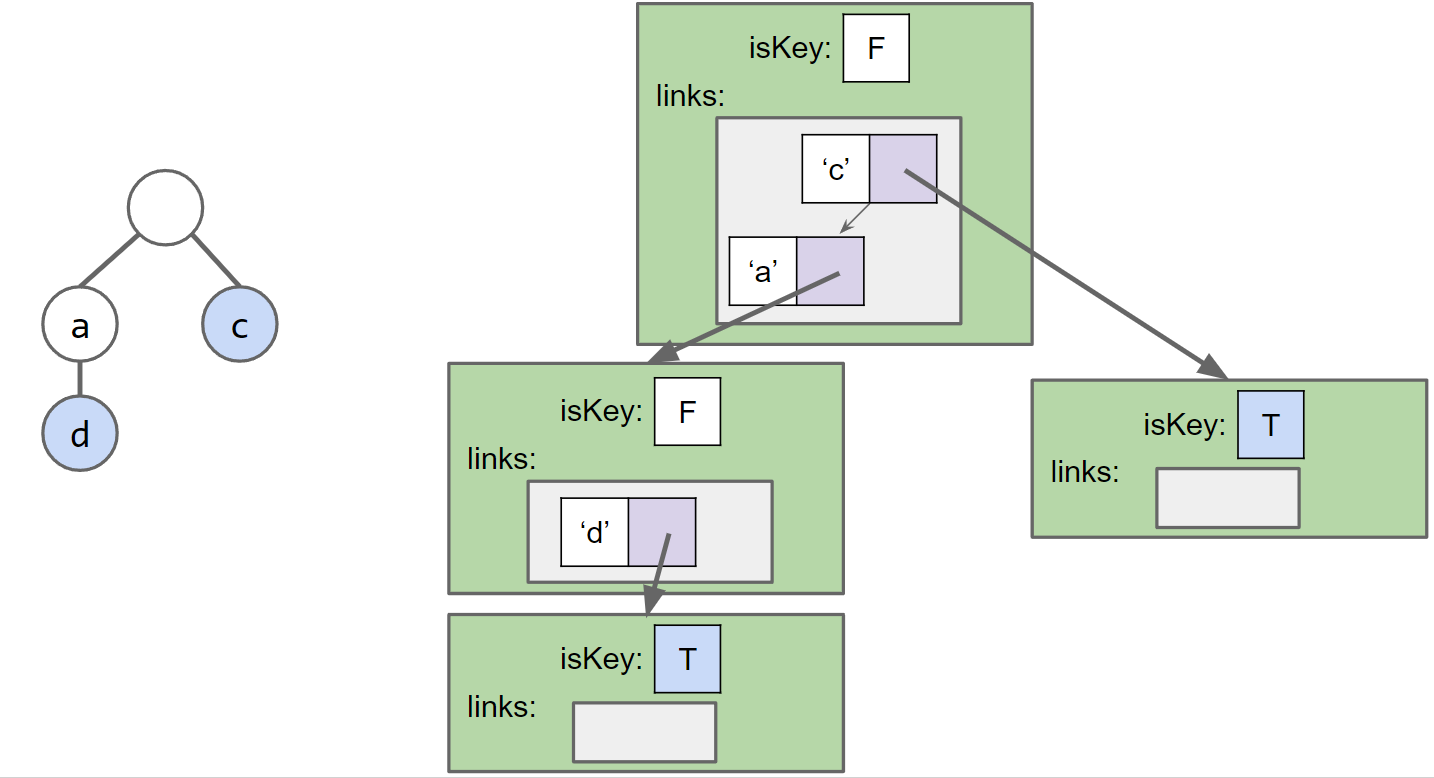 a
c
d
isKey: F
links:
‘c’
‘a’
isKey: F
links:
‘d’
isKey: T
links:
isKey: T
links: